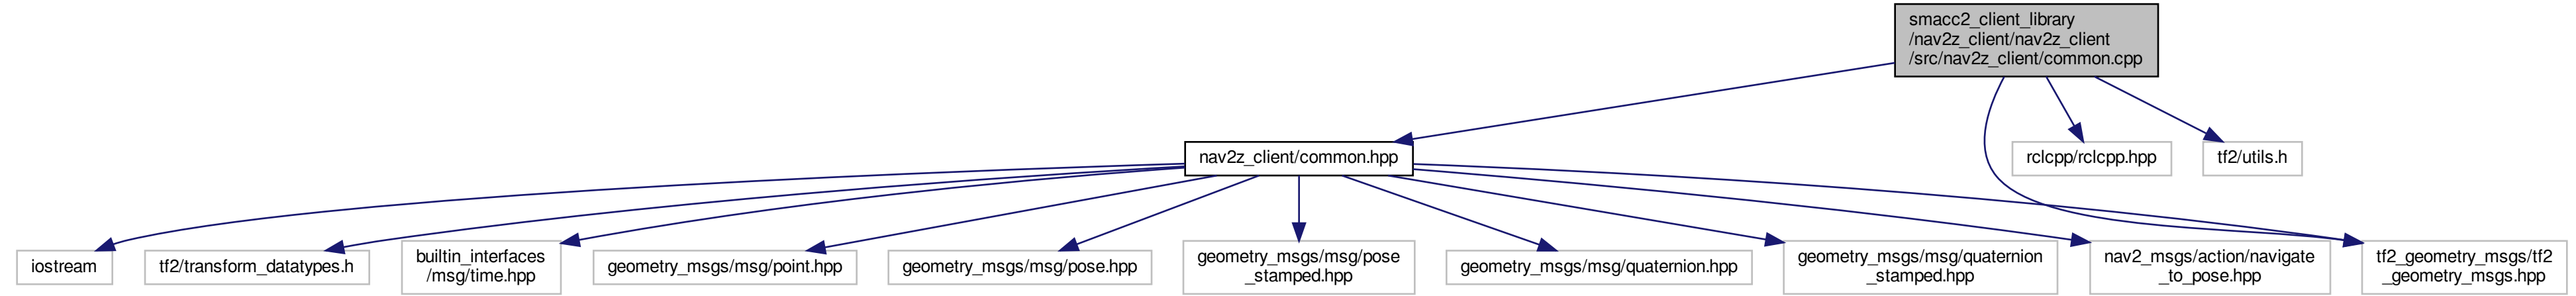 smacc2_client_library
/nav2z_client/nav2z_client
/src/nav2z_client/common.cpp
nav2z_client/common.hpp
rclcpp/rclcpp.hpp
tf2/utils.h
iostream
tf2/transform_datatypes.h
builtin_interfaces
/msg/time.hpp
geometry_msgs/msg/point.hpp
geometry_msgs/msg/pose.hpp
geometry_msgs/msg/pose
_stamped.hpp
geometry_msgs/msg/quaternion.hpp
geometry_msgs/msg/quaternion
_stamped.hpp
nav2_msgs/action/navigate
_to_pose.hpp
tf2_geometry_msgs/tf2
_geometry_msgs.hpp